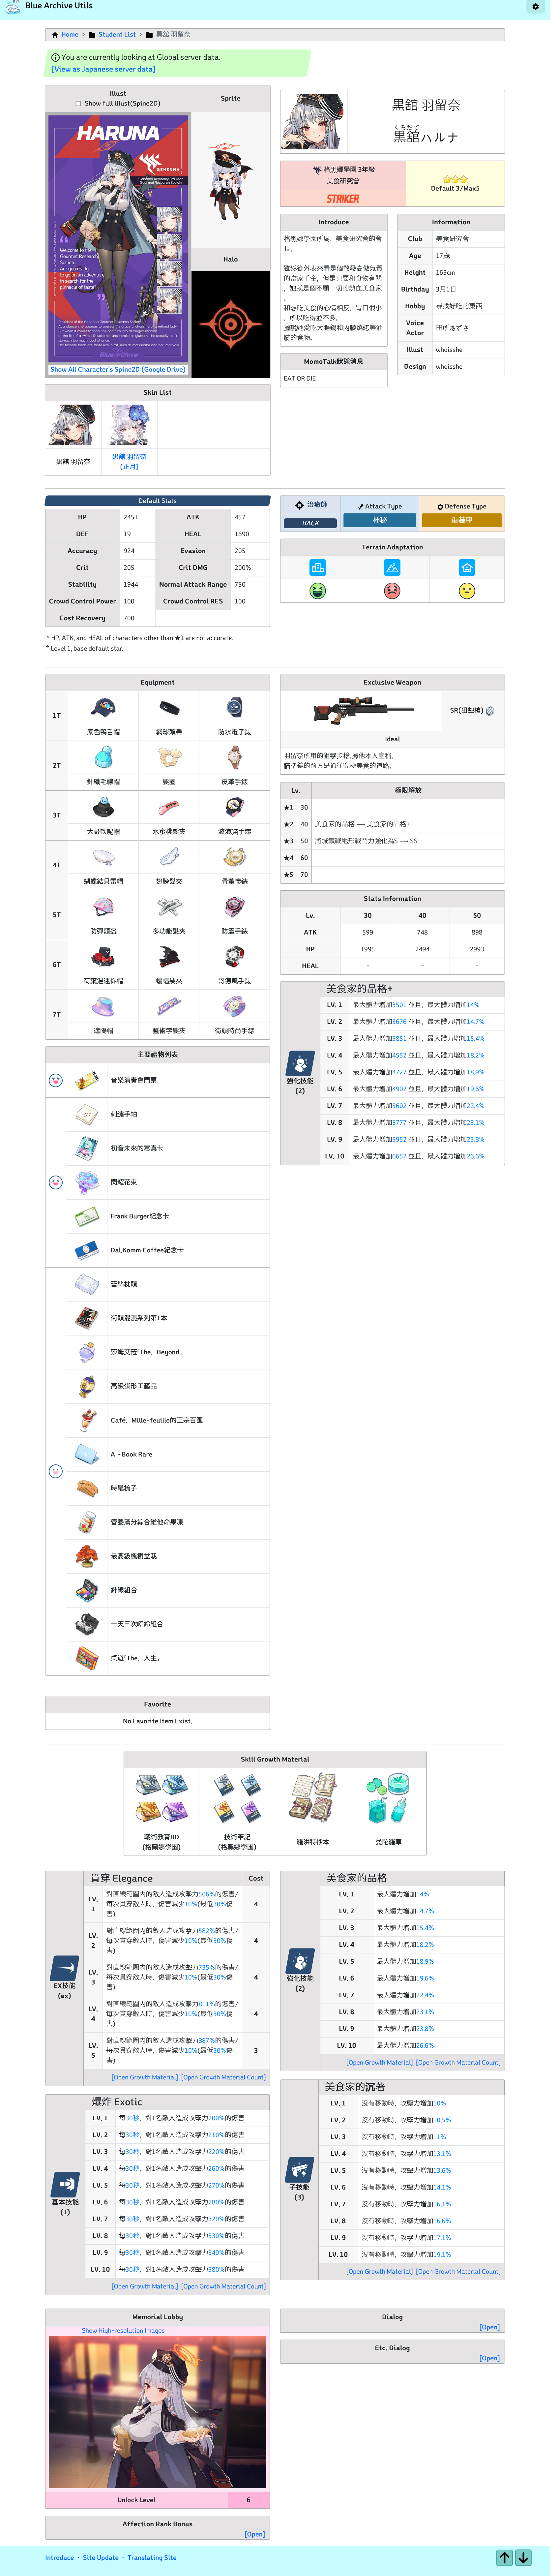 Blue Archive Utils
Home > Student List > 黒舘 羽留奈
You are currently looking at Global server data.
[View as Japanese server data]
Illust
Show full illust(Spine2D)
Sprite
HARUNA
GEHENNA
Welcome to the
Gourmet Research
Society.
Are you ready
to go on an adventure
in search for the
pinnacle of taste?
Show All Character's Spine2D (Google Drive)
Halo
Skin List
黒舘 羽留奈
黒舘 羽留奈
(正月)
黒舘 羽留奈
くろだて
黒舘ハルナ
格黑娜學園 3年級
美食研究會
STRIKER
Default 3/Max5
Introduce
格黑娜學園所屬，美食研究會的會
長。
雖然從外表來看是個散發高傲氣質
的富家千金，但是只要和食物有關
，她就是個不顧一切的熱血美食家
。
和想吃美食的心情相反，胃口很小
，所以吃得並不多。
據說她愛吃大腸鍋和內臟燒烤等油
膩的食物。
MomoTalk狀態消息
EAT OR DIE
Information
Club 美食研究會
Age 17歲
Height 163cm
Birthday 3月1日
Hobby 尋找好吃的東西
Voice Actor 田所あずさ
Illust whoisshe
Design whoisshe
Default Stats
HP 2451 ATK 457
DEF 19 HEAL 1690
Accuracy 924 Evasion 205
Crit 205 Crit DMG 200%
Stability 1944 Normal Attack Range 750
Crowd Control Power 100 Crowd Control RES 100
Cost Recovery 700
* HP, ATK, and HEAL of characters other than ★1 are not accurate.
* Level 1, base default star.
治癒師
BACK
Attack Type
神秘
Defense Type
重裝甲
Terrain Adaptation
Equipment
1T 素色鴨舌帽 網球頭帶 防水電子錶
2T 針織毛線帽 髮圈 皮革手錶
3T 大哥軟呢帽 水蜜桃髮夾 波浪貓手錶
4T 蝴蝶結貝雷帽 翅膀髮夾 骨董懷錶
5T 防彈頭盔 多功能髮夾 防震手錶
6T 荷葉邊迷你帽 蝙蝠髮夾 哥德風手錶
7T 遮陽帽 藝術字髮夾 街頭時尚手錶
Exclusive Weapon
SR(狙擊槍)
Ideal
羽留奈所用的狙擊步槍。據他本人宣稱，
瞄準鏡的前方是通往究極美食的道路。
Lv. 極限解放
★1 30
★2 40 美食家的品格 → 美食家的品格+
★3 50 將城鎮戰地形戰鬥力強化為S → SS
★4 60
★5 70
Stats Information
Lv. 30 40 50
ATK 599 748 898
HP 1995 2494 2993
HEAL - - -
美食家的品格+
強化技能
(2)
LV. 1 最大體力增加3501 並且，最大體力增加14%
LV. 2 最大體力增加3676 並且，最大體力增加14.7%
LV. 3 最大體力增加3851 並且，最大體力增加15.4%
LV. 4 最大體力增加4552 並且，最大體力增加18.2%
LV. 5 最大體力增加4727 並且，最大體力增加18.9%
LV. 6 最大體力增加4902 並且，最大體力增加19.6%
LV. 7 最大體力增加5602 並且，最大體力增加22.4%
LV. 8 最大體力增加5777 並且，最大體力增加23.1%
LV. 9 最大體力增加5952 並且，最大體力增加23.8%
LV. 10 最大體力增加6652 並且，最大體力增加26.6%
主要禮物列表
音樂演奏會門票
刺繡手帕
初音未來的寫真卡
閃耀花束
Frank Burger紀念卡
Dal.Komm Coffee紀念卡
蕾絲枕頭
街頭混混系列第1本
莎姆艾菈「The．Beyond」
高級蛋形工藝品
Café．Mille-feuille的正宗百匯
A－Book Rare
時髦梳子
營養滿分綜合維他命果凍
最高級楓樹盆栽
針線組合
一天三次啞鈴組合
桌遊「The．人生」
Favorite
No Favorite Item Exist.
Skill Growth Material
戰術教育BD
(格黑娜學園)
技術筆記
(格黑娜學園)
羅洪特抄本
曼陀羅草
貫穿 Elegance Cost
EX技能
(ex)
LV. 1 對直線範圍內的敵人造成攻擊力506%的傷害/
每次貫穿敵人時，傷害減少10%(最低30%傷
害) 4
LV. 2 對直線範圍內的敵人造成攻擊力582%的傷害/
每次貫穿敵人時，傷害減少10%(最低30%傷
害) 4
LV. 3 對直線範圍內的敵人造成攻擊力735%的傷害/
每次貫穿敵人時，傷害減少10%(最低30%傷
害) 4
LV. 4 對直線範圍內的敵人造成攻擊力811%的傷害/
每次貫穿敵人時，傷害減少10%(最低30%傷
害) 4
LV. 5 對直線範圍內的敵人造成攻擊力887%的傷害/
每次貫穿敵人時，傷害減少10%(最低30%傷
害) 3
[Open Growth Material] [Open Growth Material Count]
爆炸 Exotic
基本技能
(1)
LV. 1 每30秒，對1名敵人造成攻擊力200%的傷害
LV. 2 每30秒，對1名敵人造成攻擊力210%的傷害
LV. 3 每30秒，對1名敵人造成攻擊力220%的傷害
LV. 4 每30秒，對1名敵人造成攻擊力260%的傷害
LV. 5 每30秒，對1名敵人造成攻擊力270%的傷害
LV. 6 每30秒，對1名敵人造成攻擊力280%的傷害
LV. 7 每30秒，對1名敵人造成攻擊力320%的傷害
LV. 8 每30秒，對1名敵人造成攻擊力330%的傷害
LV. 9 每30秒，對1名敵人造成攻擊力340%的傷害
LV. 10 每30秒，對1名敵人造成攻擊力380%的傷害
[Open Growth Material] [Open Growth Material Count]
美食家的品格
強化技能
(2)
LV. 1 最大體力增加14%
LV. 2 最大體力增加14.7%
LV. 3 最大體力增加15.4%
LV. 4 最大體力增加18.2%
LV. 5 最大體力增加18.9%
LV. 6 最大體力增加19.6%
LV. 7 最大體力增加22.4%
LV. 8 最大體力增加23.1%
LV. 9 最大體力增加23.8%
LV. 10 最大體力增加26.6%
[Open Growth Material] [Open Growth Material Count]
美食家的沉著
子技能
(3)
LV. 1 沒有移動時，攻擊力增加10%
LV. 2 沒有移動時，攻擊力增加10.5%
LV. 3 沒有移動時，攻擊力增加11%
LV. 4 沒有移動時，攻擊力增加13.1%
LV. 5 沒有移動時，攻擊力增加13.6%
LV. 6 沒有移動時，攻擊力增加14.1%
LV. 7 沒有移動時，攻擊力增加16.1%
LV. 8 沒有移動時，攻擊力增加16.6%
LV. 9 沒有移動時，攻擊力增加17.1%
LV. 10 沒有移動時，攻擊力增加19.1%
[Open Growth Material] [Open Growth Material Count]
Memorial Lobby
Show High-resolution Images
Unlock Level 6
Affection Rank Bonus
[Open]
Dialog
[Open]
Etc. Dialog
[Open]
Introduce · Site Update · Translating Site